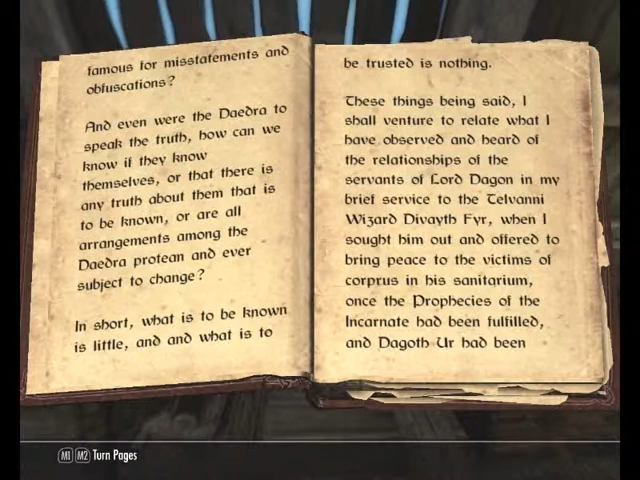 famous for misstatements and
obfuscations?
And even were the Daedra to
speak the truth, how can we
know if they know
themselves, or that there is
any truth about them that is
to be known, or are all
arrangements among the
Daedra protean and ever
subject to change?
In short, what is to be known
is little, and and what is to
be trusted is nothing.
These things being said, I
shall venture to relate what I
have observed and heard of
the relationships of the
servants of Lord Dagon in my
brief service to the Telvanni
Wizard Divayth Fyr, when I
sought him out and offered to
bring peace to the victims of
corprus in his sanitarium,
once the Prophecies of the
Incarnate had been fulfilled,
and Dagoth Ur had been
M1 M2 Turn Pages